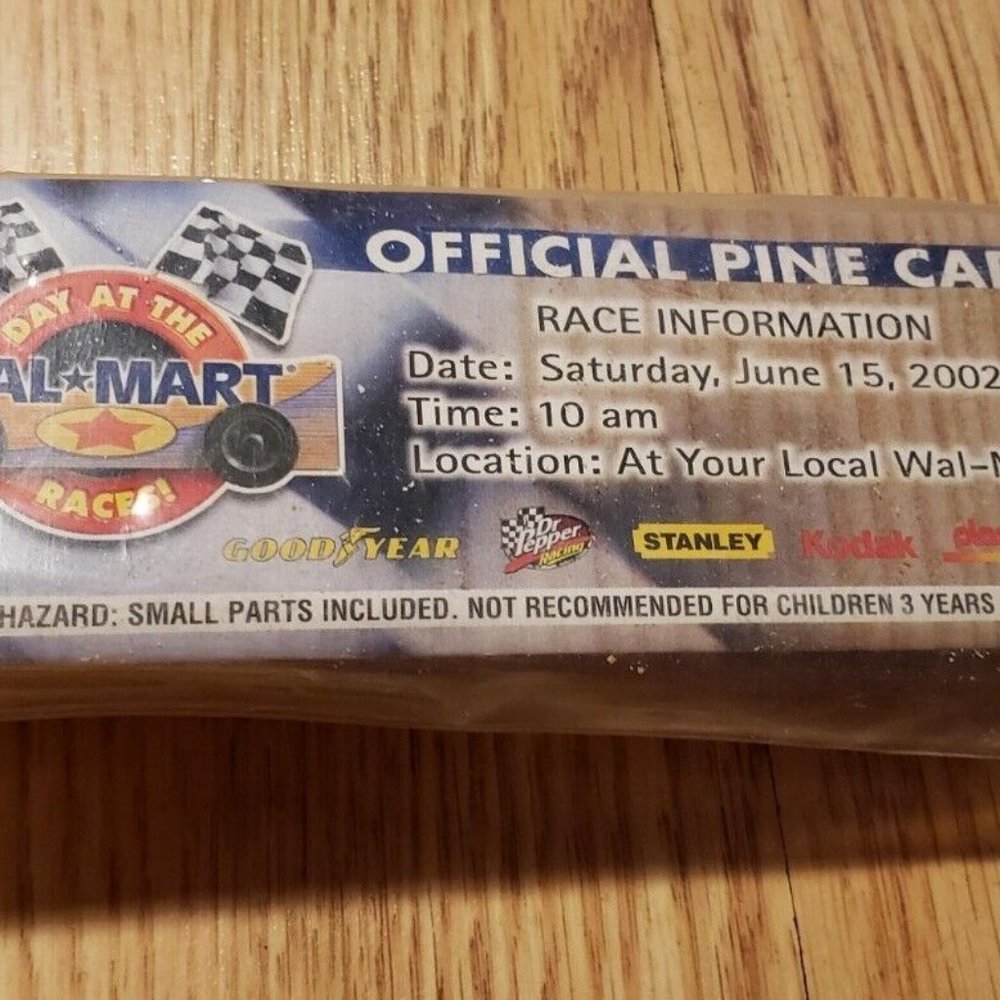 DAY AT THE
AL★MART
RACES!
OFFICIAL PINE CAR
RACE INFORMATION
Date: Saturday, June 15, 2002
Time: 10 am
Location: At Your Local Wal-M
GOODYEAR
Dr Pepper Racing
STANLEY
Kodak
HAZARD: SMALL PARTS INCLUDED. NOT RECOMMENDED FOR CHILDREN 3 YEARS